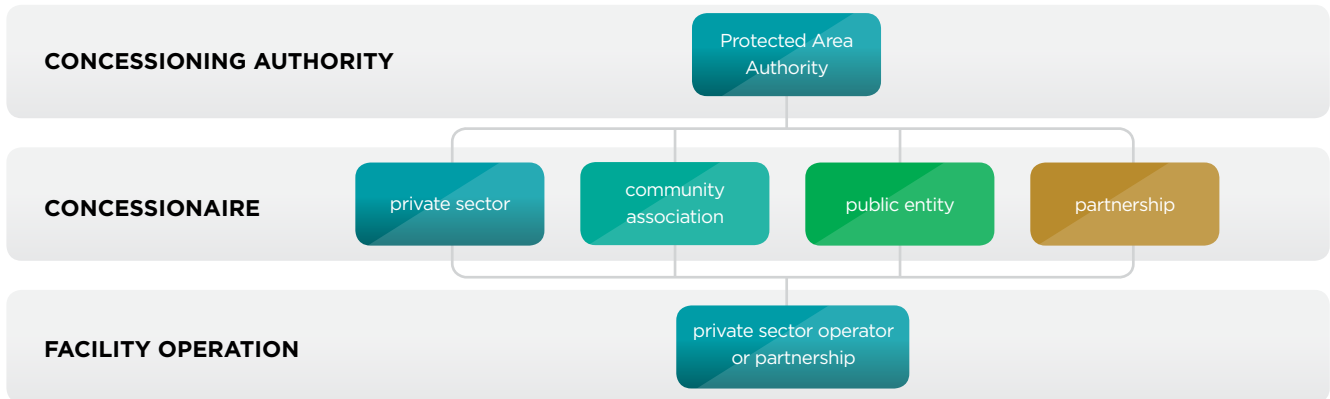 CONCESSIONING AUTHORITY
Protected Area
Authority
CONCESSIONAIRE
private sector
community
association
public entity
partnership
FACILITY OPERATION
private sector operator
or partnership